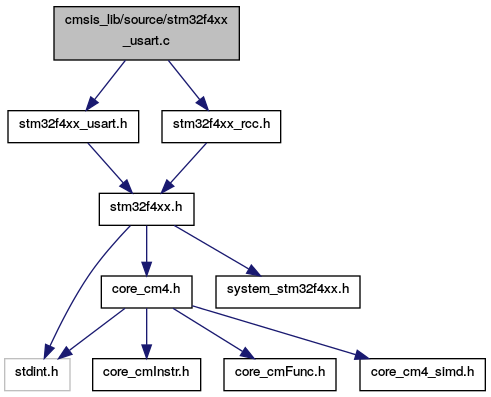 cmsis_lib/source/stm32f4xx
_usart.c
stm32f4xx_usart.h
stm32f4xx_rcc.h
stm32f4xx.h
core_cm4.h
system_stm32f4xx.h
stdint.h
core_cmInstr.h
core_cmFunc.h
core_cm4_simd.h